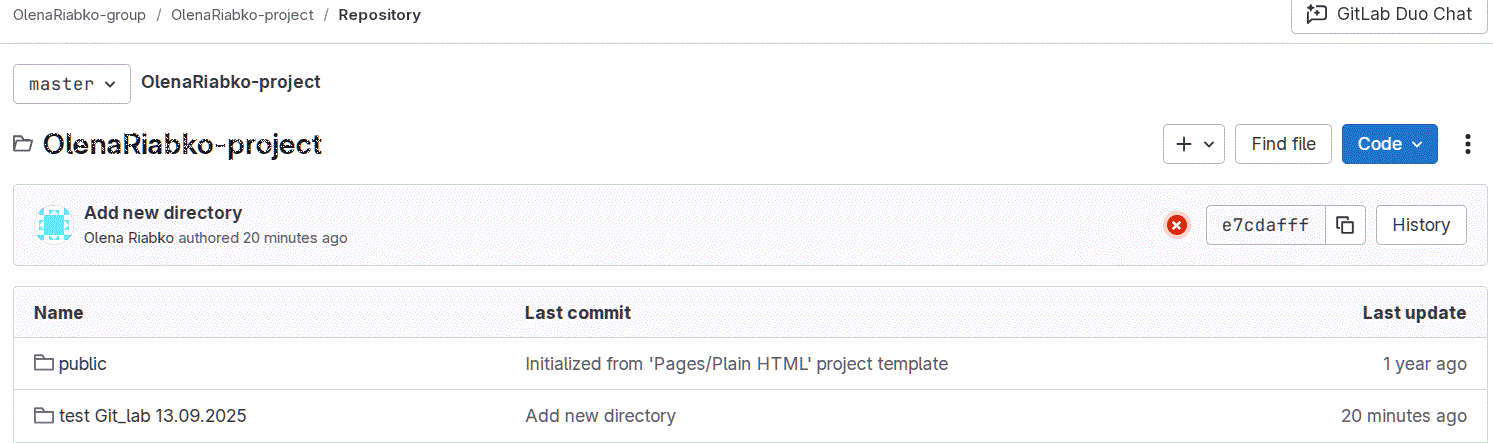 OlenaRiabko-group / OlenaRiabko-project / Repository
GitLab Duo Chat
master OlenaRiabko-project
OlenaRiabko-project
Find file Code
Add new directory
Olena Riabko authored 20 minutes ago
e7cdafff History
Name Last commit Last update
public Initialized from 'Pages/Plain HTML' project template 1 year ago
test Git_lab 13.09.2025 Add new directory 20 minutes ago